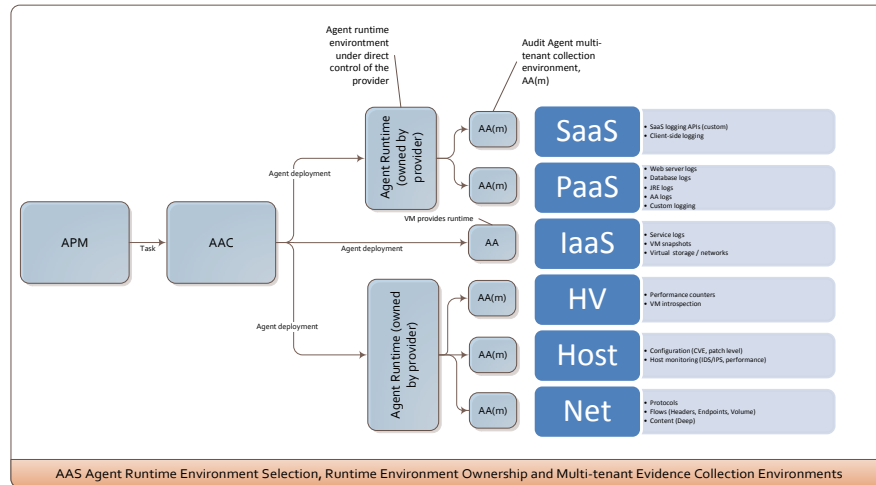 Agent runtime
environtment
under direct
control of the
provider
Audit Agent multi-
tenant collection
environment,
AA(m)
Agent Runtime
(owned by
provider)
AA(m)
SaaS
• SaaS logging APIs (custom)
• Client-side logging
Agent deployment
AA(m)
PaaS
• Web server logs
• Database logs
• JRE logs
• AA logs
• Custom logging
APM
Task
AAC
VM provides runtime
Agent deployment
AA
IaaS
• Service logs
• VM snapshots
• Virtual storage / networks
Agent deployment
Agent Runtime (owned
by provider)
AA(m)
HV
• Performance counters
• VM introspection
AA(m)
Host
• Configuration (CVE, patch level)
• Host monitoring (IDS/IPS, performance)
AA(m)
Net
• Protocols
• Flows (Headers, Endpoints, Volume)
• Content (Deep)
AAS Agent Runtime Environment Selection, Runtime Environment Ownership and Multi-tenant Evidence Collection Environments